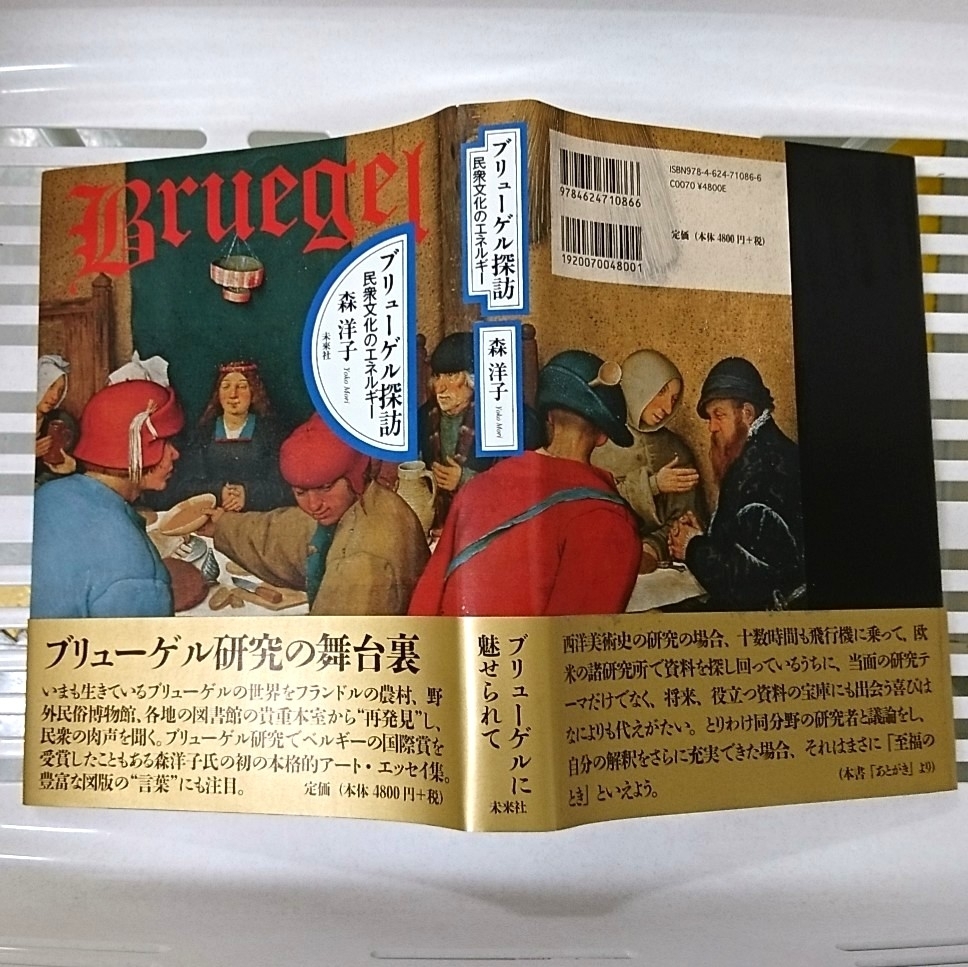 Bruegel
ブリューゲル探訪
民衆文化のエネルギー
森 洋子 Yoko Mori
未来社
ブリューゲル研究の舞台裏
いまも生きているブリューゲルの世界をフランドルの農村、野
外民俗博物館、各地の図書館の貴重本室から“再発見”し、
民衆の肉声を聞く。ブリューゲル研究でベルギーの国際賞を
受賞したこともある森洋子氏の初の本格的アート・エッセイ集。
豊富な図版の“言葉”にも注目。 定価(本体4800円+税)
ブリューゲル探訪
民衆文化のエネルギー
森 洋子 Yoko Mori
ブリューゲルに
魅せられて
未来社
9784624710866
1920070048001
ISBN978-4-624-71086-6
C0070 ¥4800E
定価(本体4800円+税)
西洋美術史の研究の場合、十数時間も飛行機に乗って、欧
米の諸研究所で資料を探し回っているうちに、当面の研究テ
ーマだけでなく、将来、役立つ資料の宝庫にも出会う喜びは
なによりも代えがたい。とりわけ同分野の研究者と議論をし、
自分の解釈をさらに充実できた場合、それはまさに「至福の
とき」といえよう。 (本書「あとがき」より)